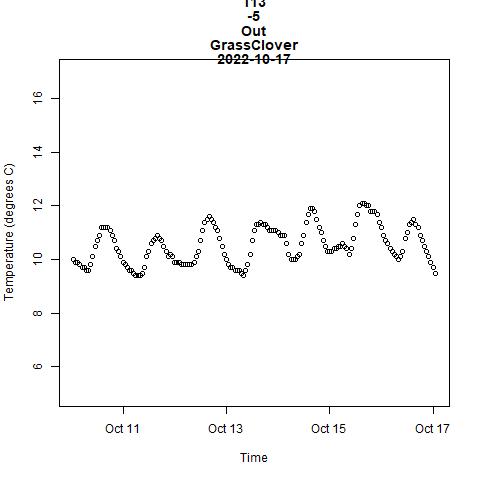 113
-5
Out
GrassClover
2022-10-17
Temperature (degrees C)
16
14
12
10
8
6
Oct 11
Oct 13
Oct 15
Oct 17
Time